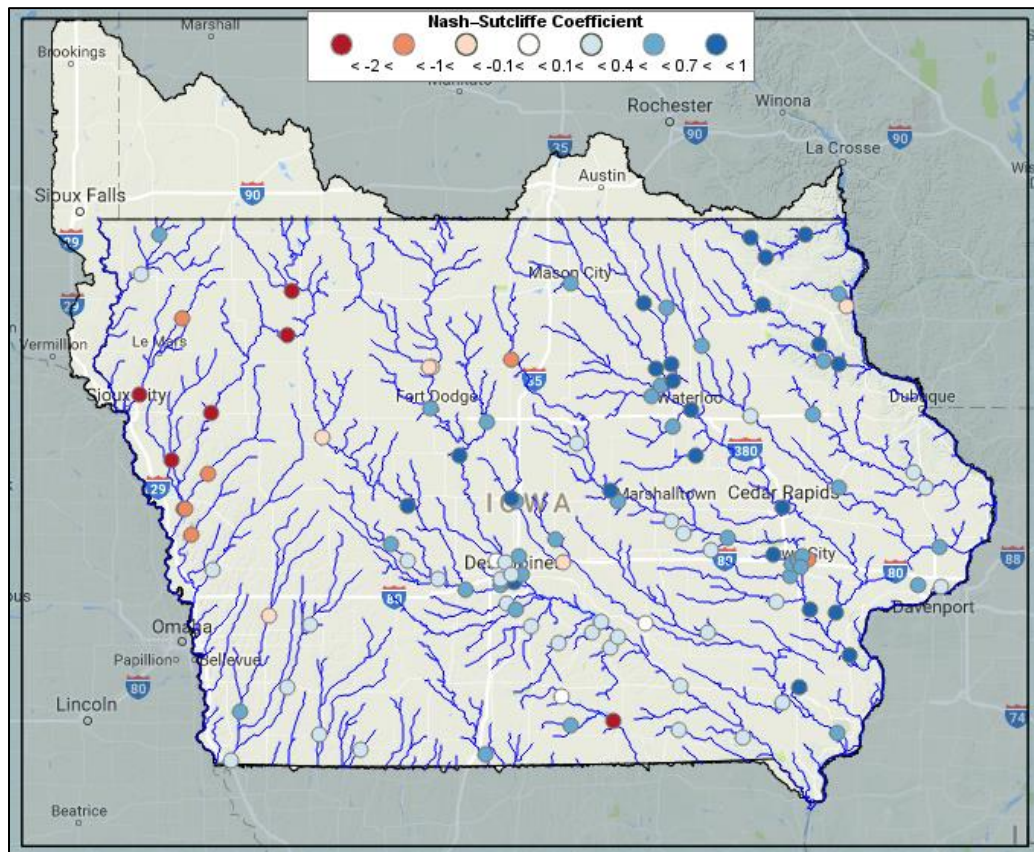 Nash–Sutcliffe Coefficient
< -2 < < -1 < < -0.1 < < 0.1 < < 0.4 < < 0.7 < < 1
Marshall
Brookings
Rochester
Winona
90
90
35
La Crosse
Austin
90
Sioux Falls
29
Mason City
Vermillion
Le Mars
35
Sioux City
Fort Dodge
Waterloo
Dubuque
380
29
IOWA
Marshalltown
Cedar Rapids
80
80
88
80
Davenport
Omaha
Papillion
Bellevue
80
Lincoln
74
Beatrice